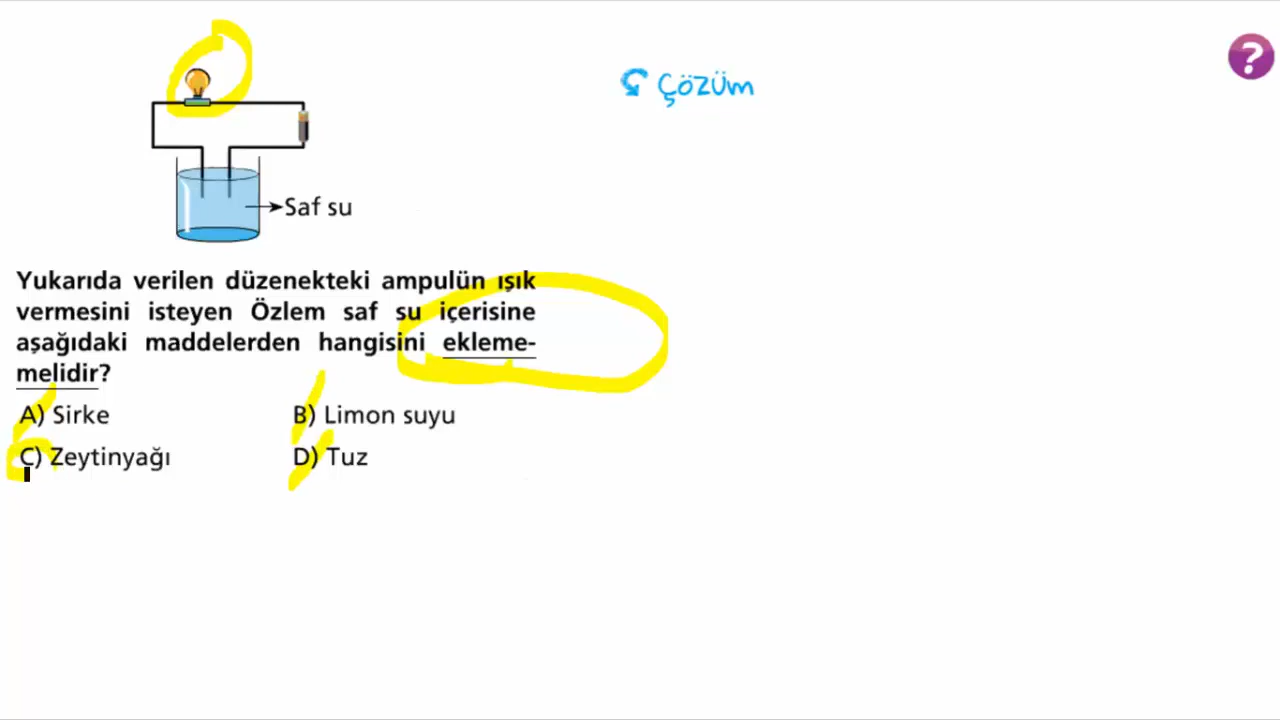 ?
Çözüm
Saf su
Yukarıda verilen düzenekteki ampulün ışık
vermesini isteyen Özlem saf su içerisine
aşağıdaki maddelerden hangisini ekleme-
melidir?
A) Sirke B) Limon suyu
C) Zeytinyağı D) Tuz